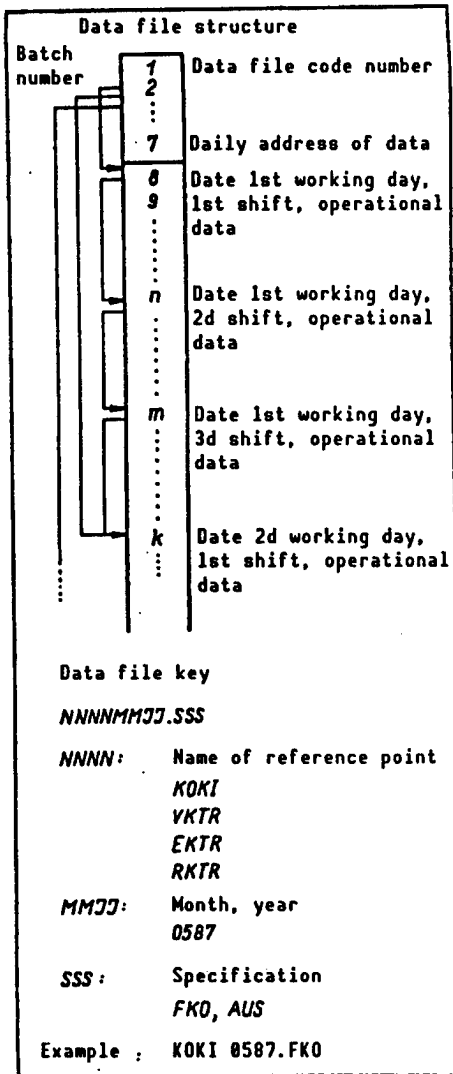 Data file structure
Batch
number
1 Data file code number
2
7 Daily address of data
8 Date 1st working day,
9 1st shift, operational
data
n Date 1st working day,
2d shift, operational
data
m Date 1st working day,
3d shift, operational
data
k Date 2d working day,
1st shift, operational
data
Data file key
NNNNMMJJ.SSS
NNNN: Name of reference point
KOKI
VKTR
EKTR
RKTR
MMJJ: Month, year
0587
SSS: Specification
FKO, AUS
Example : KOKI 0587.FKO